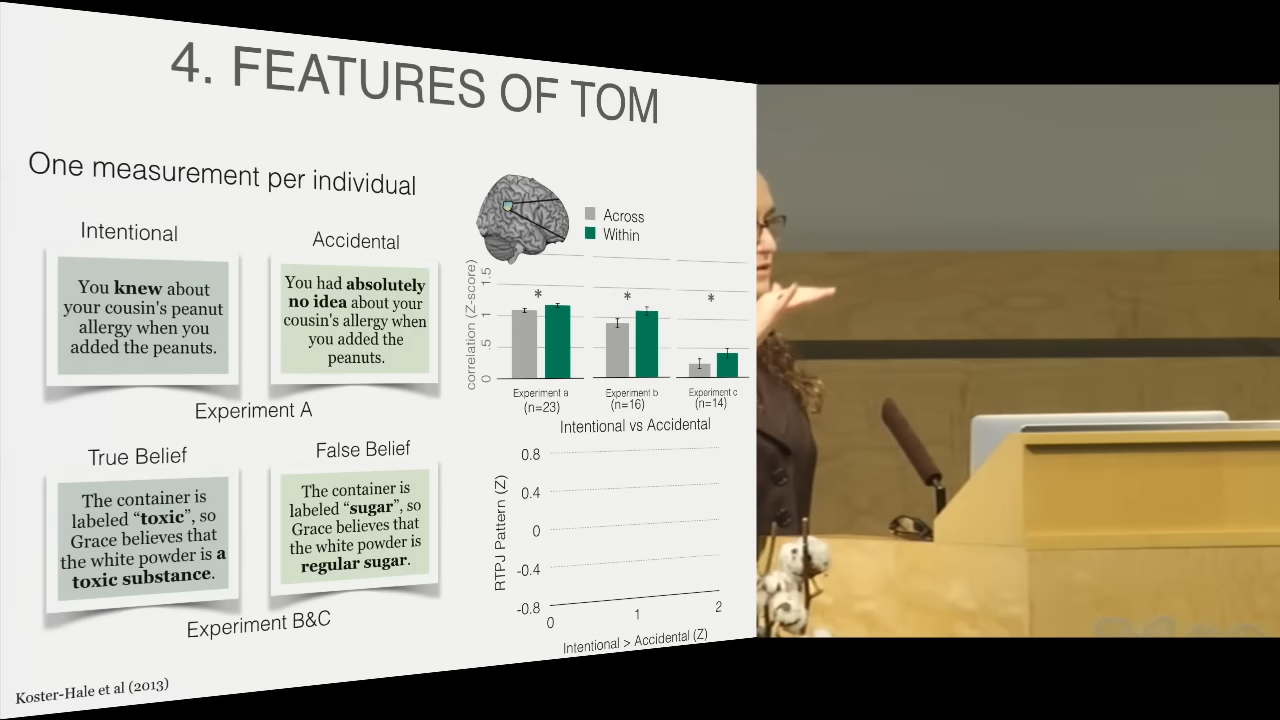 4. FEATURES OF TOM
One measurement per individual
Intentional
Accidental
You knew about
your cousin's peanut
allergy when you
added the peanuts.
You had absolutely
no idea about your
cousin's allergy when
you added the
peanuts.
Experiment A
True Belief
False Belief
The container is
labeled “toxic”, so
Grace believes that
the white powder is a
toxic substance.
The container is
labeled “sugar”, so
Grace believes that
the white powder is
regular sugar.
Experiment B&C
Koster-Hale et al (2013)
Across
Within
correlation (Z-score)
1.5
1
.5
0
*
*
*
Experiment a
(n=23)
Experiment b
(n=16)
Experiment c
(n=14)
Intentional vs Accidental
RTPJ Pattern (Z)
0.8
0.4
0
-0.4
-0.8
0
1
2
Intentional > Accidental (Z)